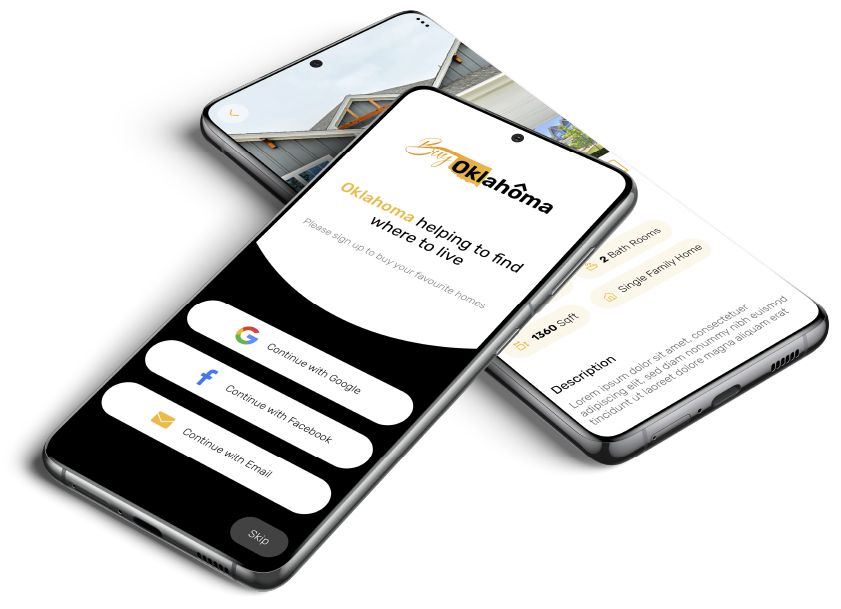 Buy
Oklahoma
Oklahoma helping to find
where to live
Please sign up to buy your favourite homes
Continue with Google
Continue with Facebook
Continue with Email
Skip
2 Bath Rooms
Single Family Home
1360 Sqft
Description
Lorem ipsum dolor sit amet, consectetuer
adipiscing elit, sed diam nonummy nibh euismod
tincidunt ut laoreet dolore magna aliquam erat